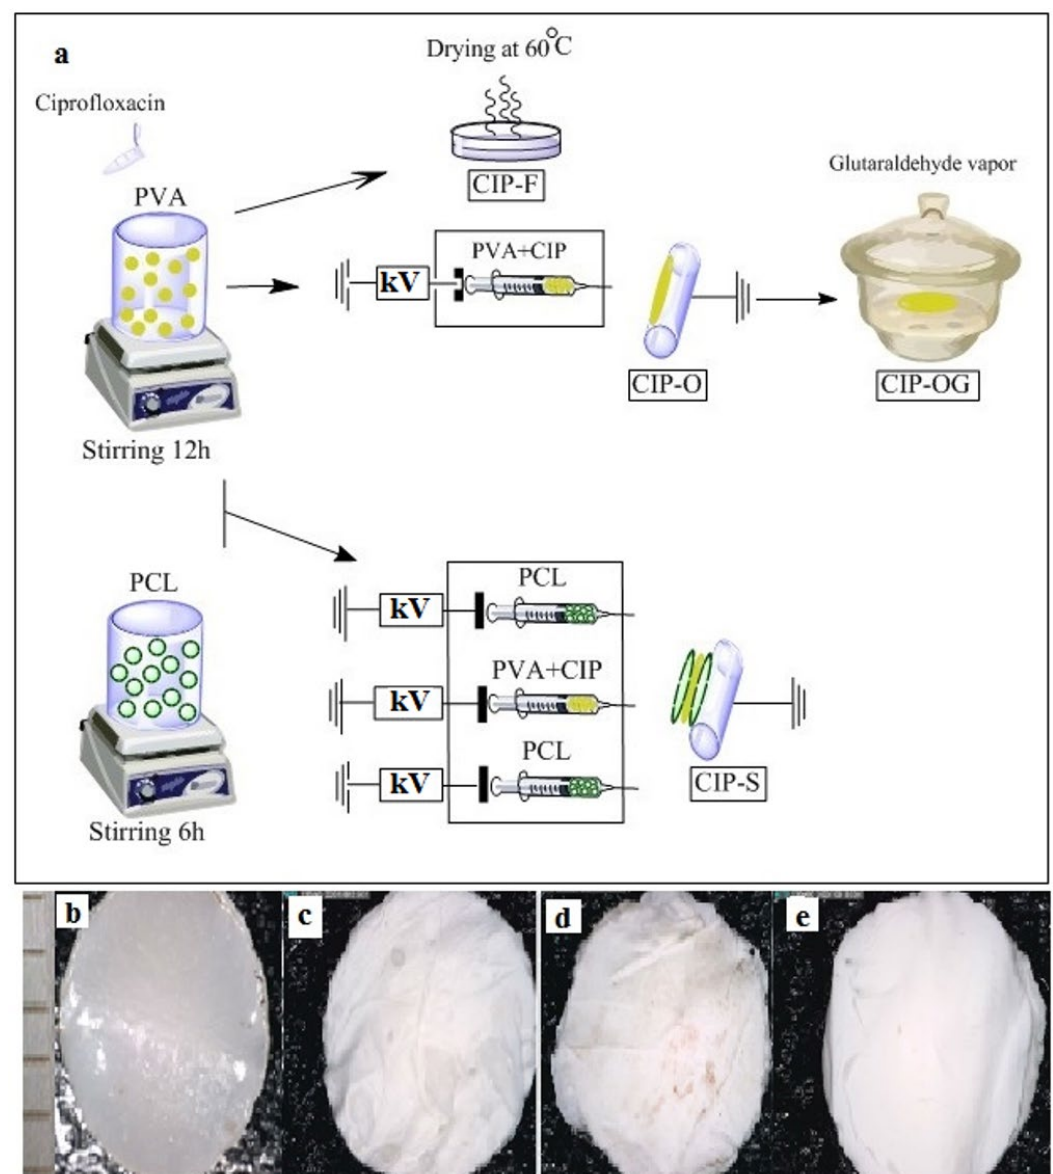 a
Drying at 60°C
Ciprofloxacin
CIP-F
Glutaraldehyde vapor
PVA
PVA+CIP
kV
CIP-O
CIP-OG
Stirring 12h
PCL
PCL
kV
PVA+CIP
kV
PCL
kV
CIP-S
Stirring 6h
b
c
d
e